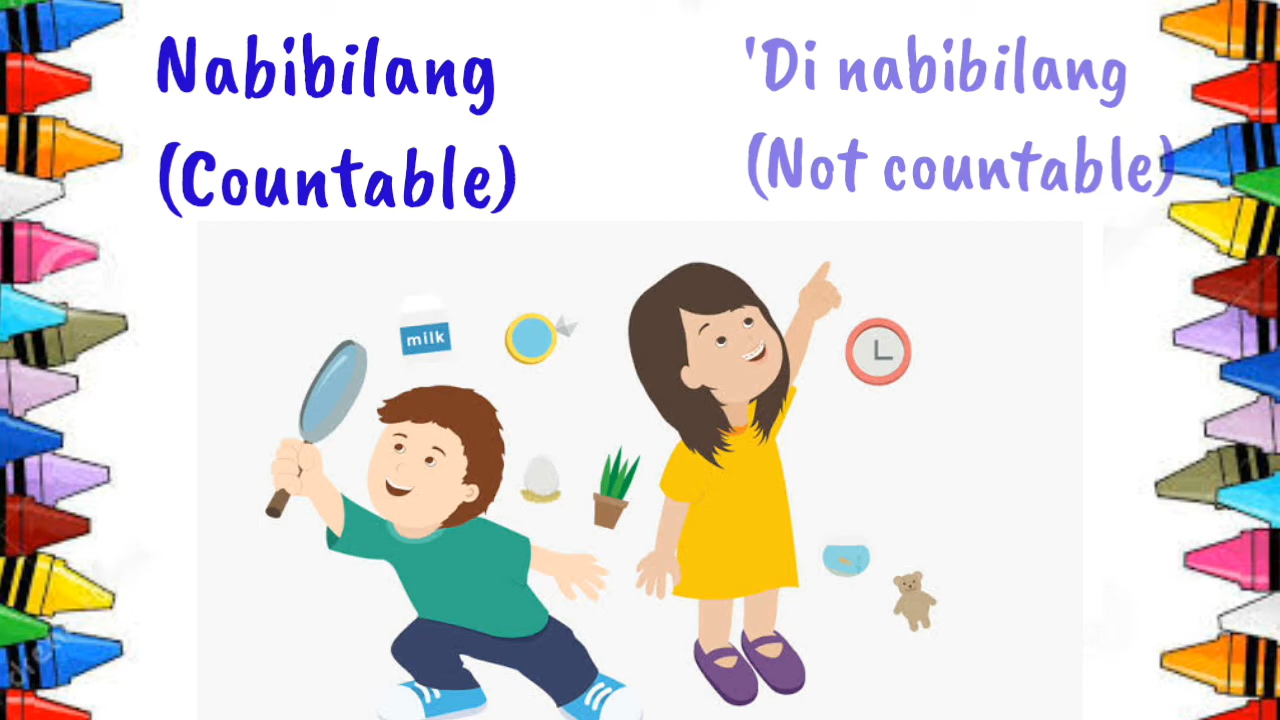 Nabibilang
(Countable)
'Di nabibilang
(Not countable)
milk